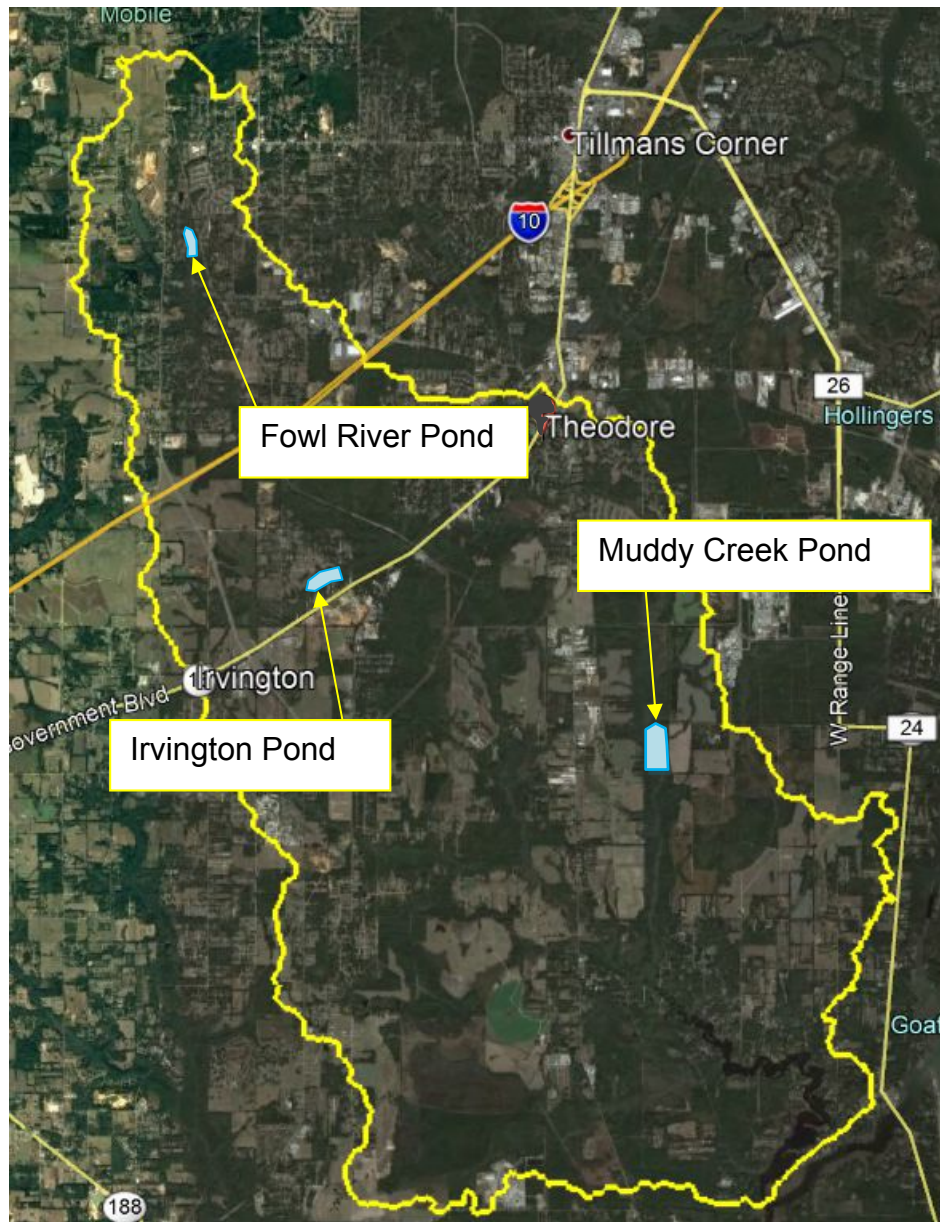 Mobile
Tillmans Corner
10
26
Hollingers
Fowl River Pond
Theodore
Muddy Creek Pond
W Range Line
Irvington
Government Blvd
24
Irvington Pond
Goat
188